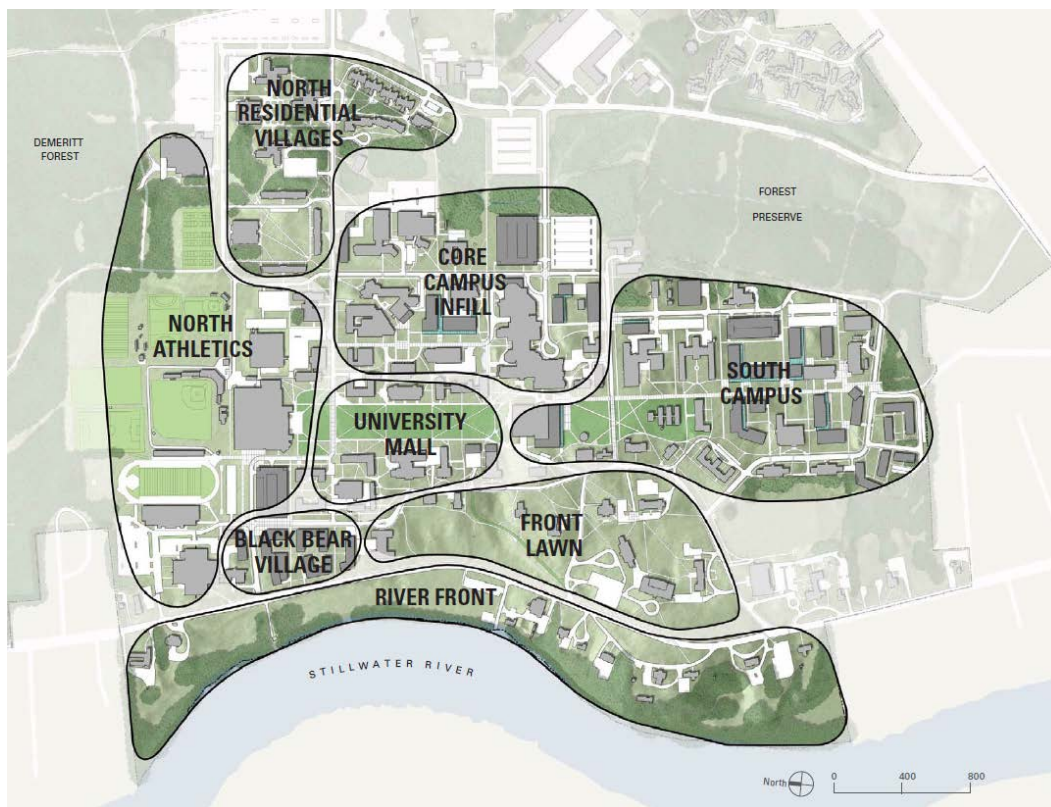 NORTH
RESIDENTIAL
VILLAGES
DEMERITT
FOREST
FOREST
PRESERVE
CORE
CAMPUS
INFILL
NORTH
ATHLETICS
SOUTH
CAMPUS
UNIVERSITY
MALL
FRONT
LAWN
BLACK BEAR
VILLAGE
RIVER FRONT
STILLWATER RIVER
North
0 400 800